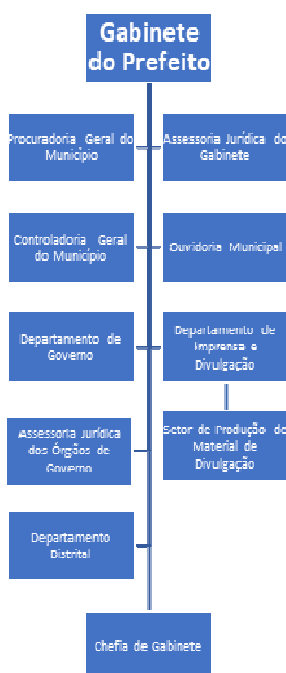 Gabinete
do Prefeito
Procuradoria Geral do
Município
Assessoria Jurídica do
Gabinete
Controladoria Geral
do Município
Ouvidoria Municipal
Departamento de
Governo
Departamento de
Imprensa e
Divulgação
Assessoria Jurídica
dos Órgãos de
Governo
Setor de Produção de
Material de
Divulgação
Departamento
Distrital
Chefia de Gabinete